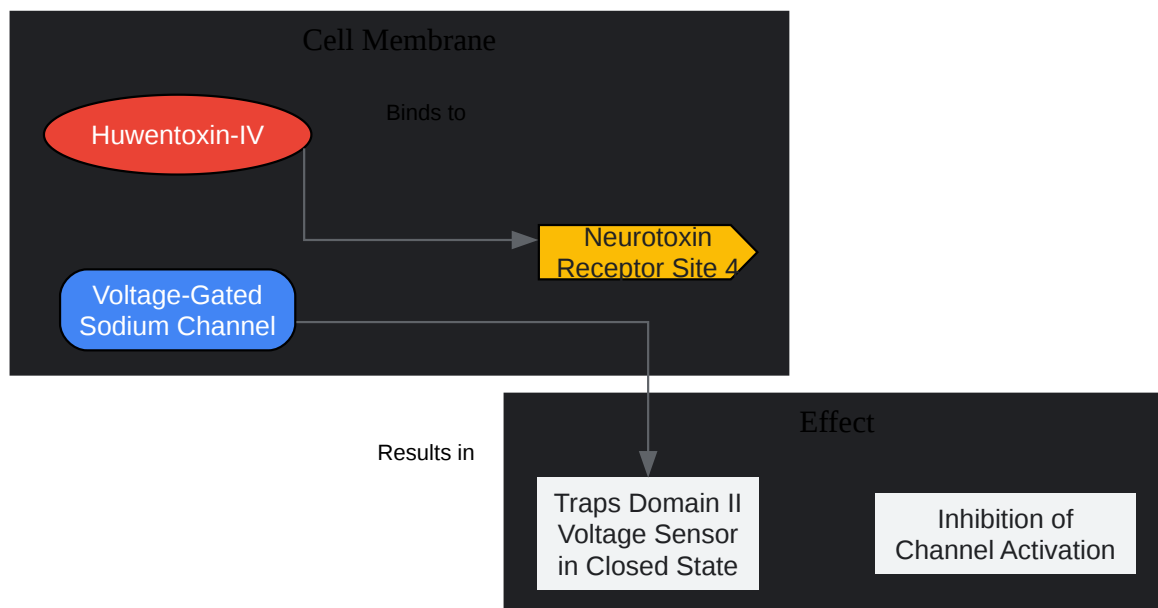 Cell Membrane
Huwentoxin-IV
Binds to
Neurotoxin
Receptor Site 4
Voltage-Gated
Sodium Channel
Results in
Effect
Traps Domain II
Voltage Sensor
in Closed State
Inhibition of
Channel Activation